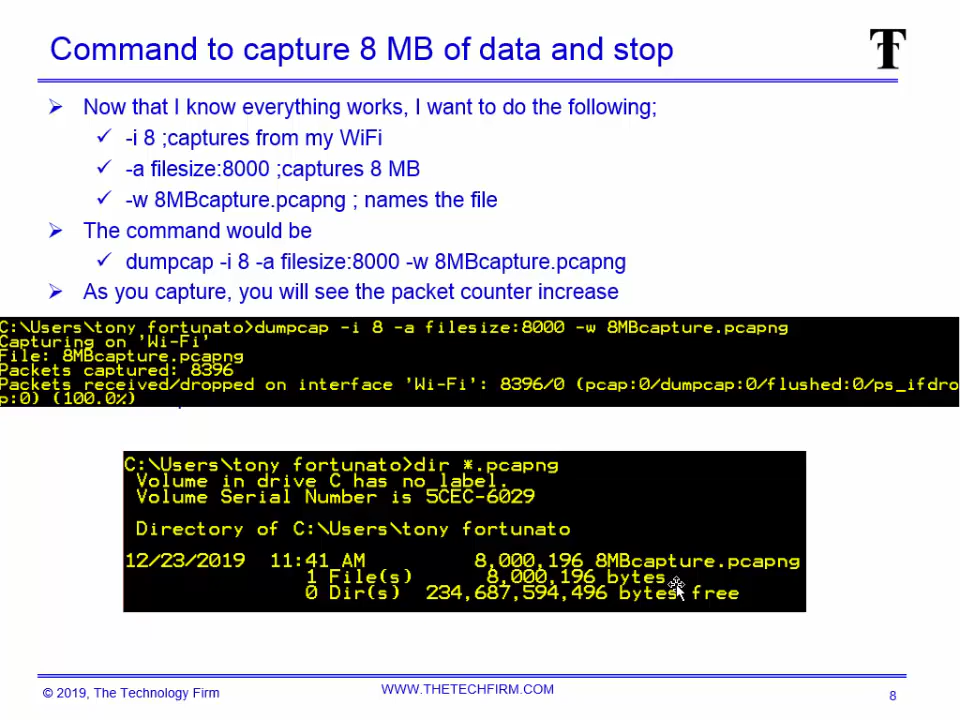 Command to capture 8 MB of data and stop
Now that I know everything works, I want to do the following;
-i 8 ;captures from my WiFi
-a filesize:8000 ;captures 8 MB
-w 8MBcapture.pcapng ; names the file
The command would be
dumpcap -i 8 -a filesize:8000 -w 8MBcapture.pcapng
As you capture, you will see the packet counter increase
C:\Users\tony fortunato>dumpcap -i 8 -a filesize:8000 -w 8MBcapture.pcapng
Capturing on 'Wi-Fi'
File: 8MBcapture.pcapng
Packets captured: 8396
Packets received/dropped on interface 'Wi-Fi': 8396/0 (pcap:0/dumpcap:0/flushed:0/ps_ifdro
p:0) (100.0%)
C:\Users\tony fortunato>dir *.pcapng
Volume in drive C has no label.
Volume Serial Number is 5CEC-6029
Directory of C:\Users\tony fortunato
12/23/2019 11:41 AM 8,000,196 8MBcapture.pcapng
1 File(s) 8,000,196 bytes
0 Dir(s) 234,687,594,496 bytes free
© 2019, The Technology Firm
WWW.THETECHFIRM.COM
8